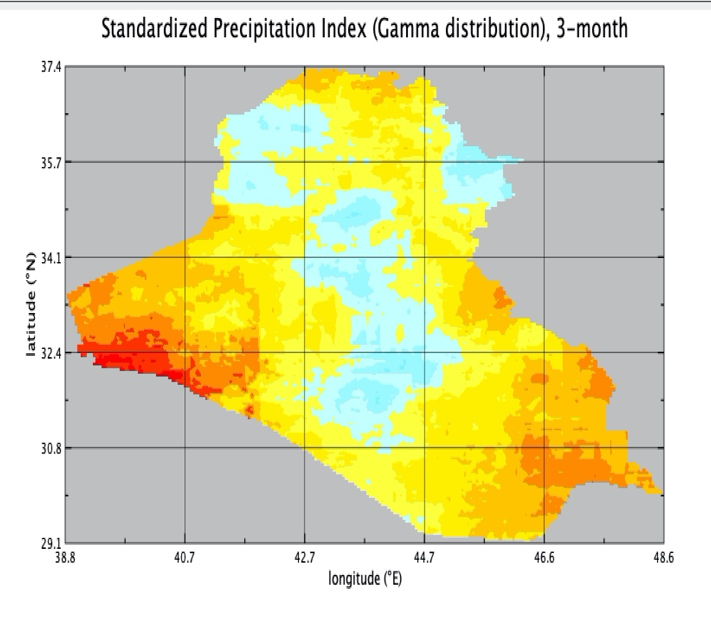 Standardized Precipitation Index (Gamma distribution), 3-month
37.4
35.7
34.1
32.4
30.8
29.1
latitude (°N)
38.8 40.7 42.7 44.7 46.6 48.6
longitude (°E)